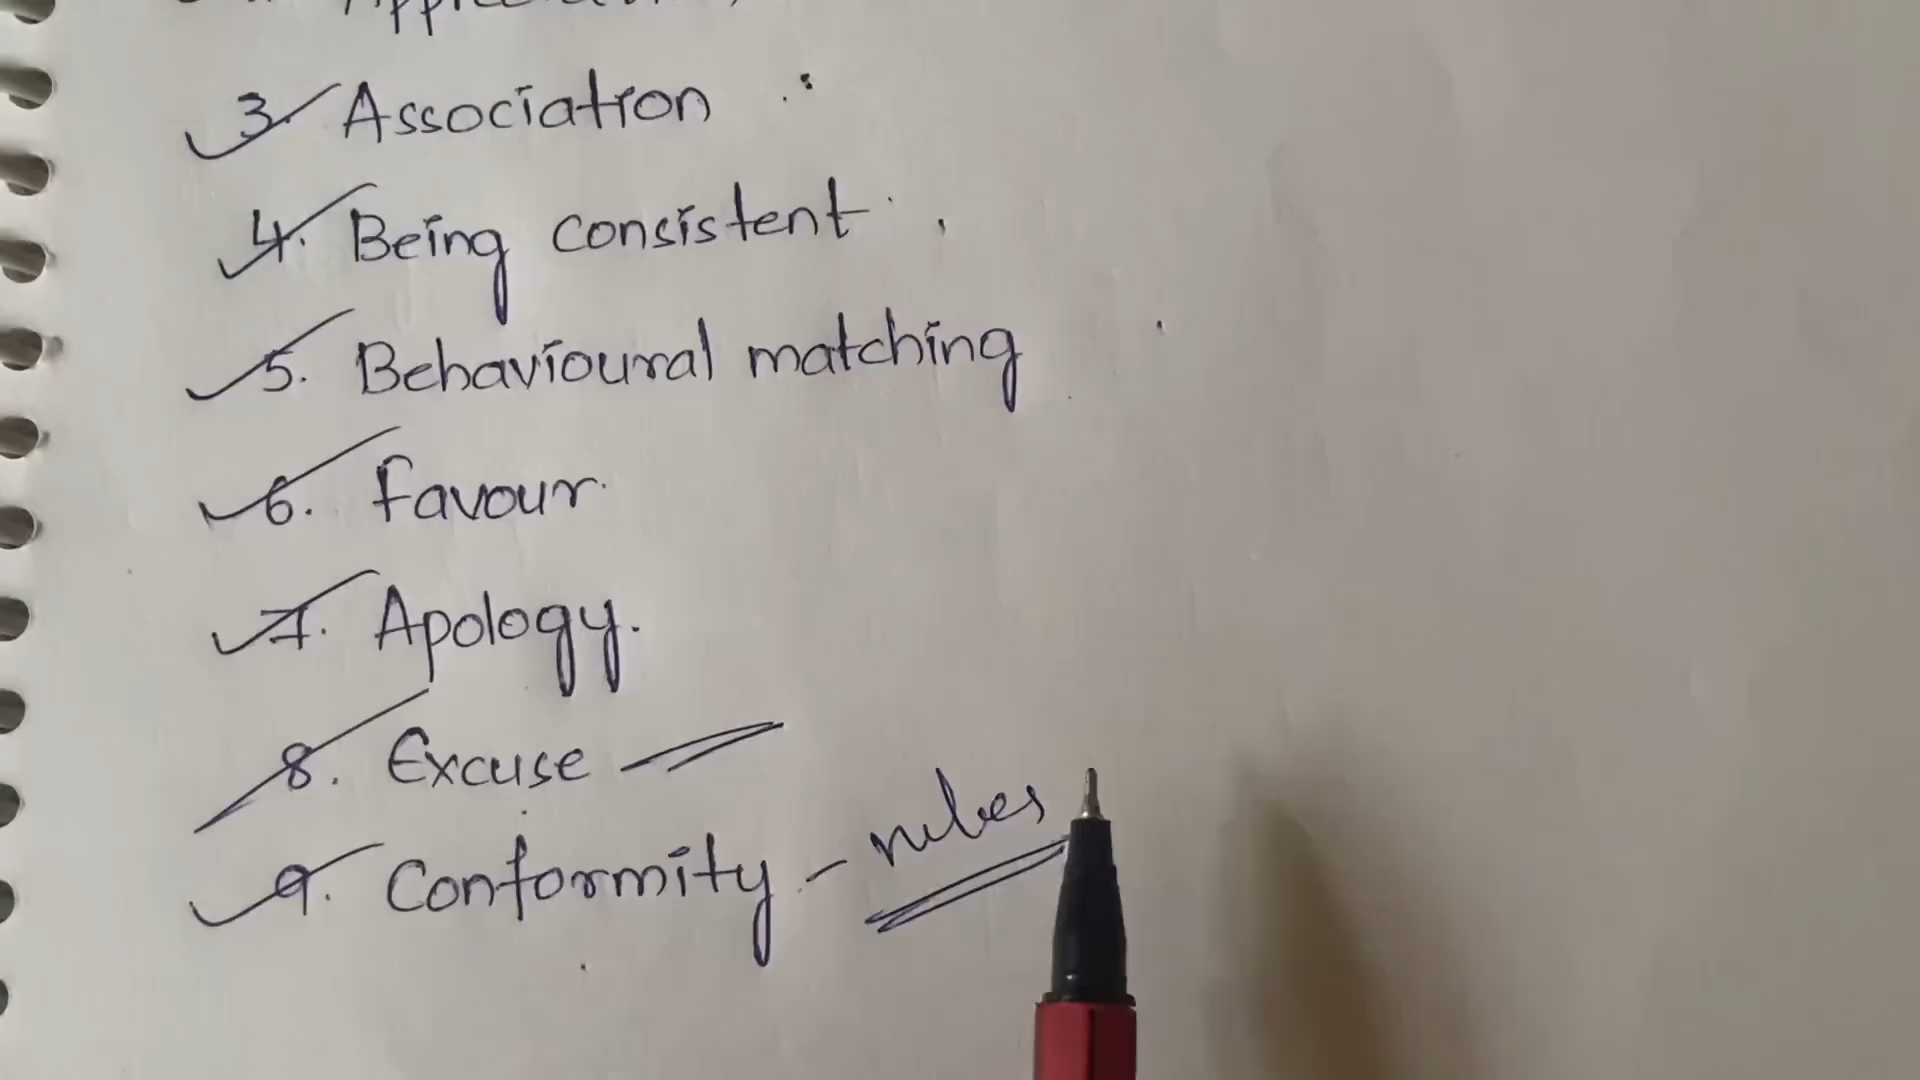 3. Association
4. Being consistent
5. Behavioural matching
6. Favour
7. Apology.
8. Excuse
9. Conformity - rules